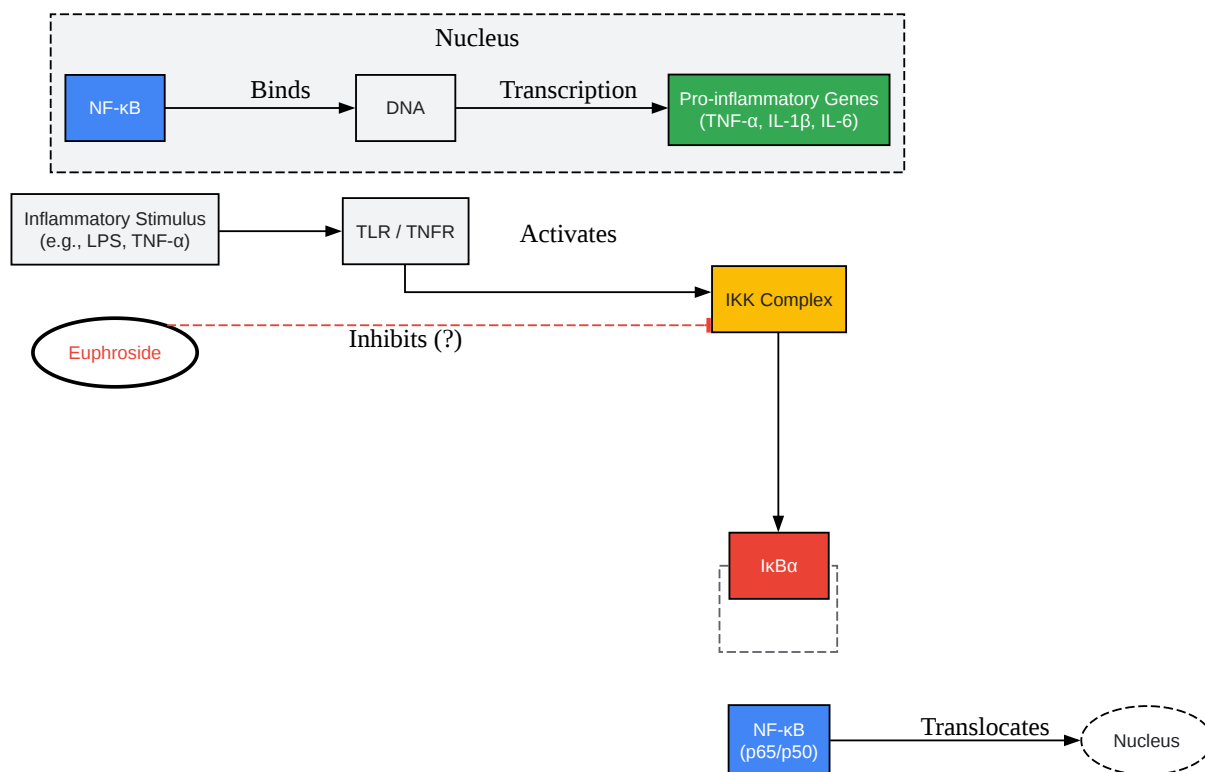 Nucleus
NF-κB
Binds
DNA
Transcription
Pro-inflammatory Genes
(TNF-α, IL-1β, IL-6)
Inflammatory Stimulus
(e.g., LPS, TNF-α)
TLR / TNFR
Activates
IKK Complex
Euphroside
Inhibits (?)
IκBα
NF-κB
(p65/p50)
Translocates
Nucleus